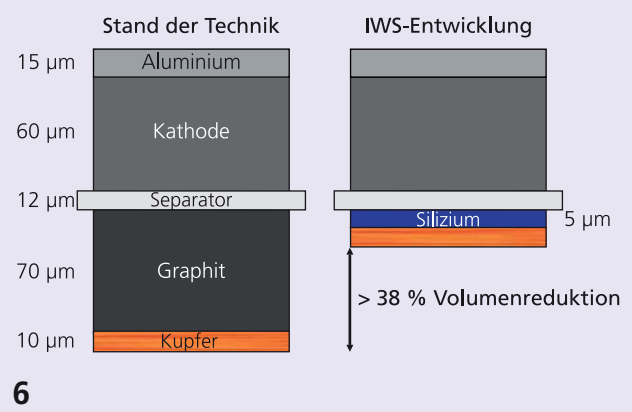 Stand der Technik
IWS-Entwicklung
15 µm
Aluminium
60 µm
Kathode
12 µm
Separator
Silizium
5 µm
70 µm
Graphit
> 38 % Volumenreduktion
10 µm
Kupfer
6